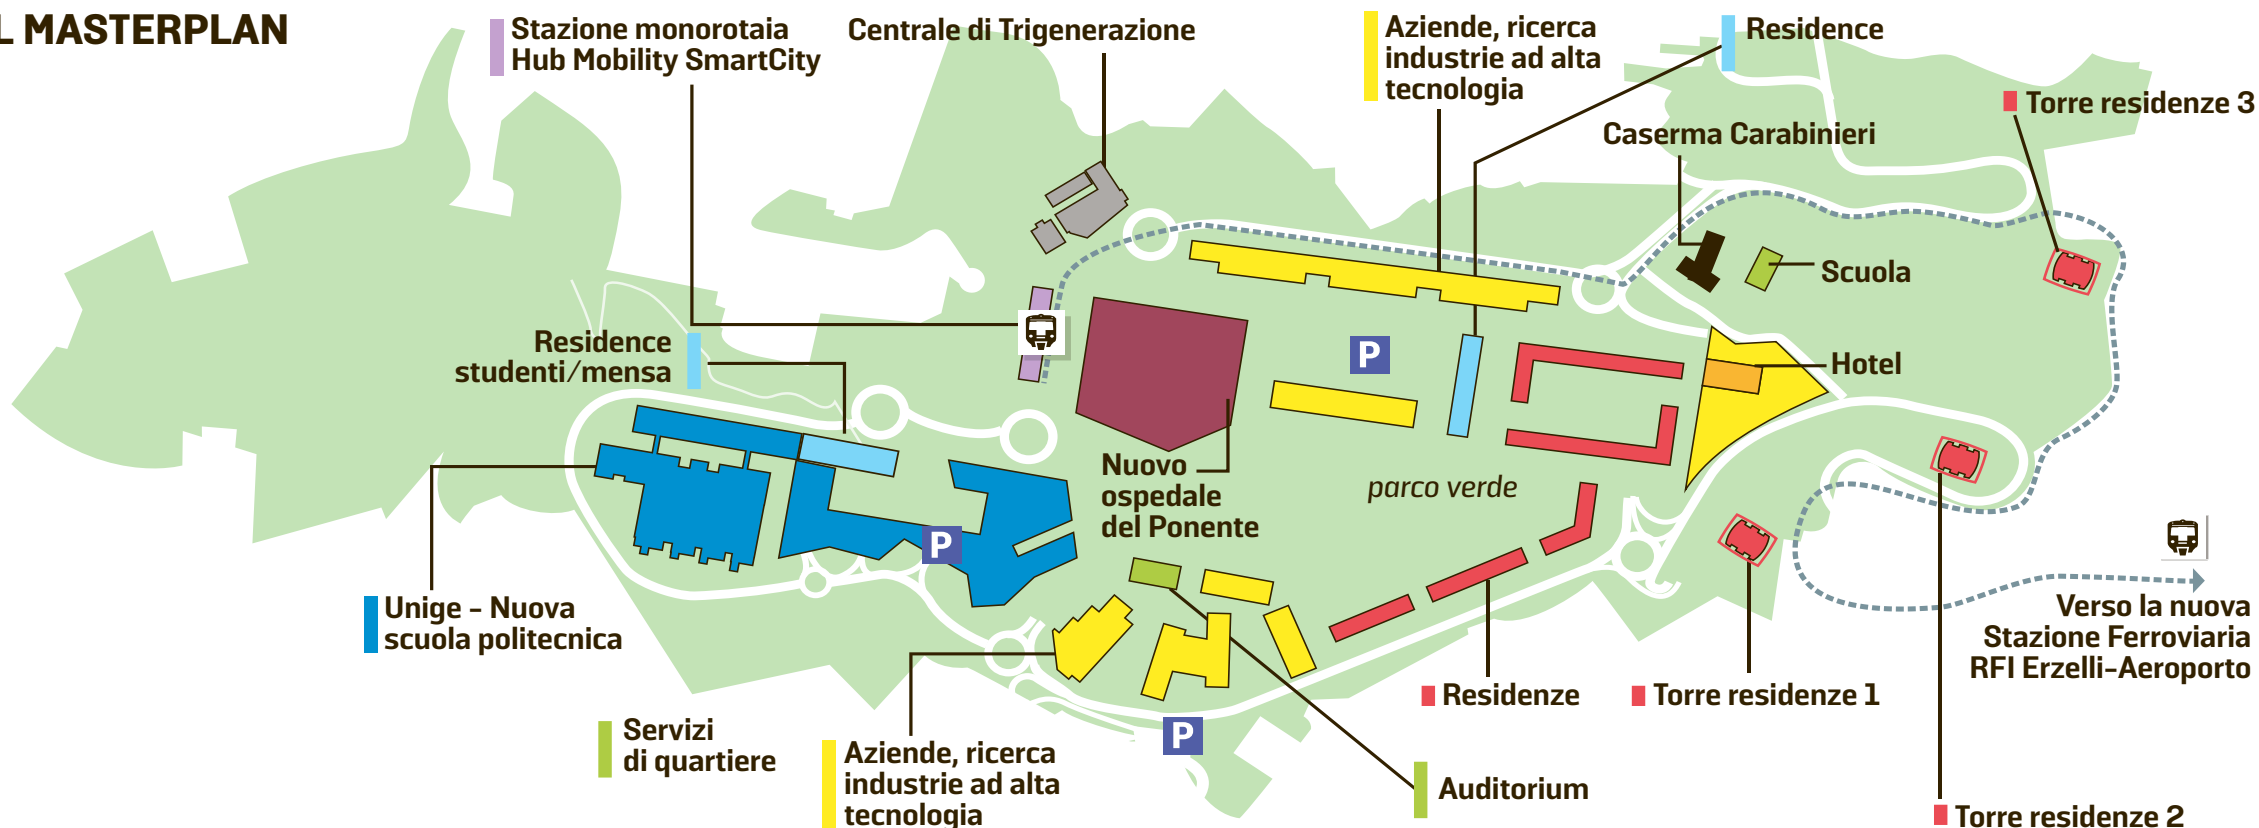 L MASTERPLAN
Stazione monorotaia
Hub Mobility SmartCity
Centrale di Trigenerazione
Aziende, ricerca
industrie ad alta
tecnologia
Residence
Torre residenze 3
Caserma Carabinieri
Scuola
Residence
studenti/mensa
P
Hotel
Nuovo
ospedale
del Ponente
parco verde
P
Unige – Nuova
scuola politecnica
Verso la nuova
Stazione Ferroviaria
RFI Erzelli-Aeroporto
Residenze
Torre residenze 1
P
Servizi
di quartiere
Aziende, ricerca
industrie ad alta
tecnologia
Auditorium
Torre residenze 2